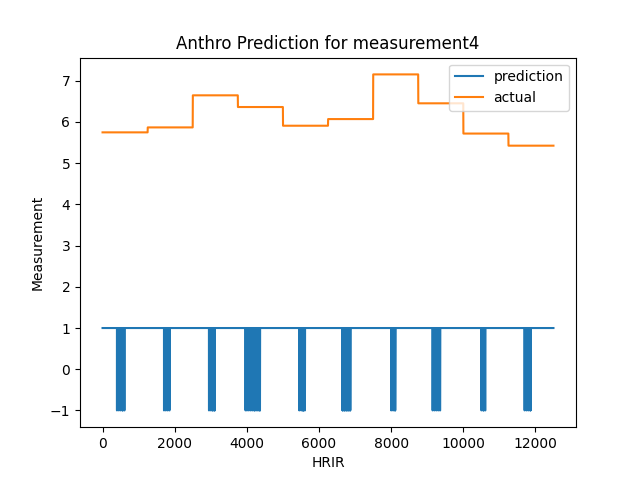 Anthro Prediction for measurement4
prediction
actual
Measurement
7
6
5
4
3
2
1
0
−1
0 2000 4000 6000 8000 10000 12000
HRIR